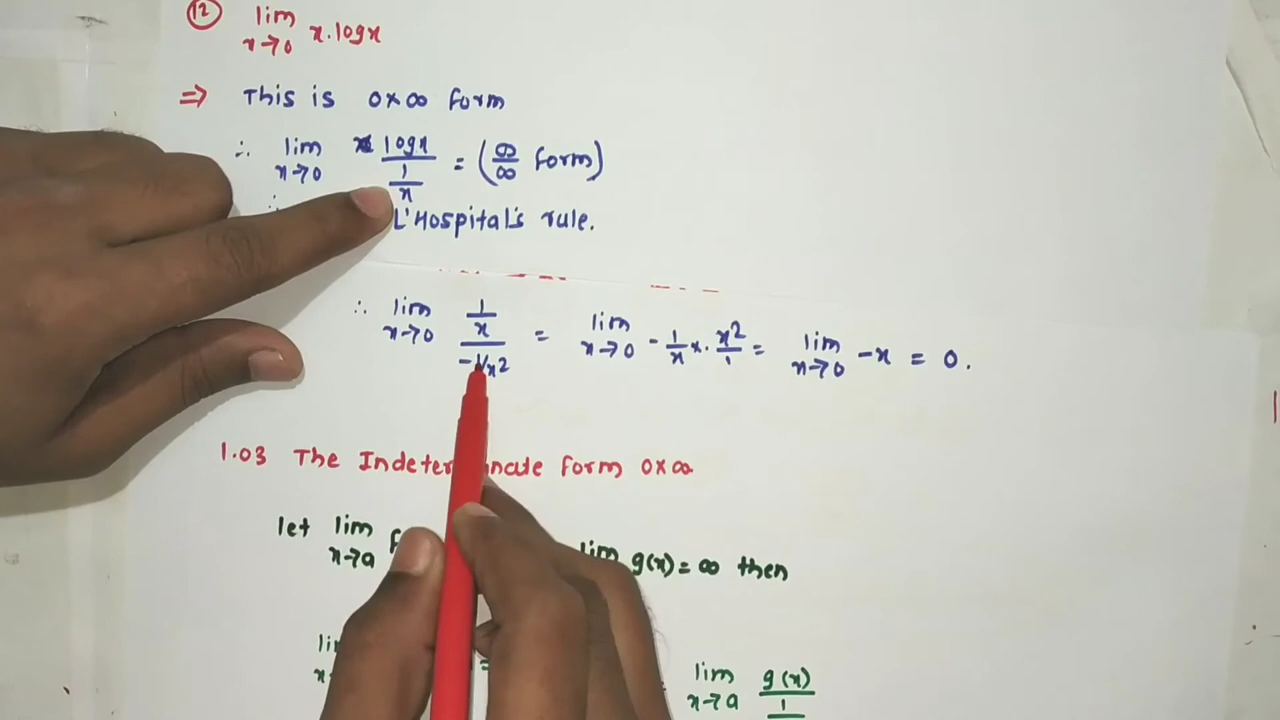 12 lim x→0 x.logx
⇒ This is 0×∞ form
∴ lim x→0 logx / 1/x = (∞/∞ form)
∴ L'Hospital's rule.
∴ lim x→0 1/x / -1/x² = lim x→0 - 1/x × . x²/1 = lim x→0 -x = 0.
1.03 The form 0×∞
let lim x→a lim g(x) = ∞ then
lim x→a g(x) / 1